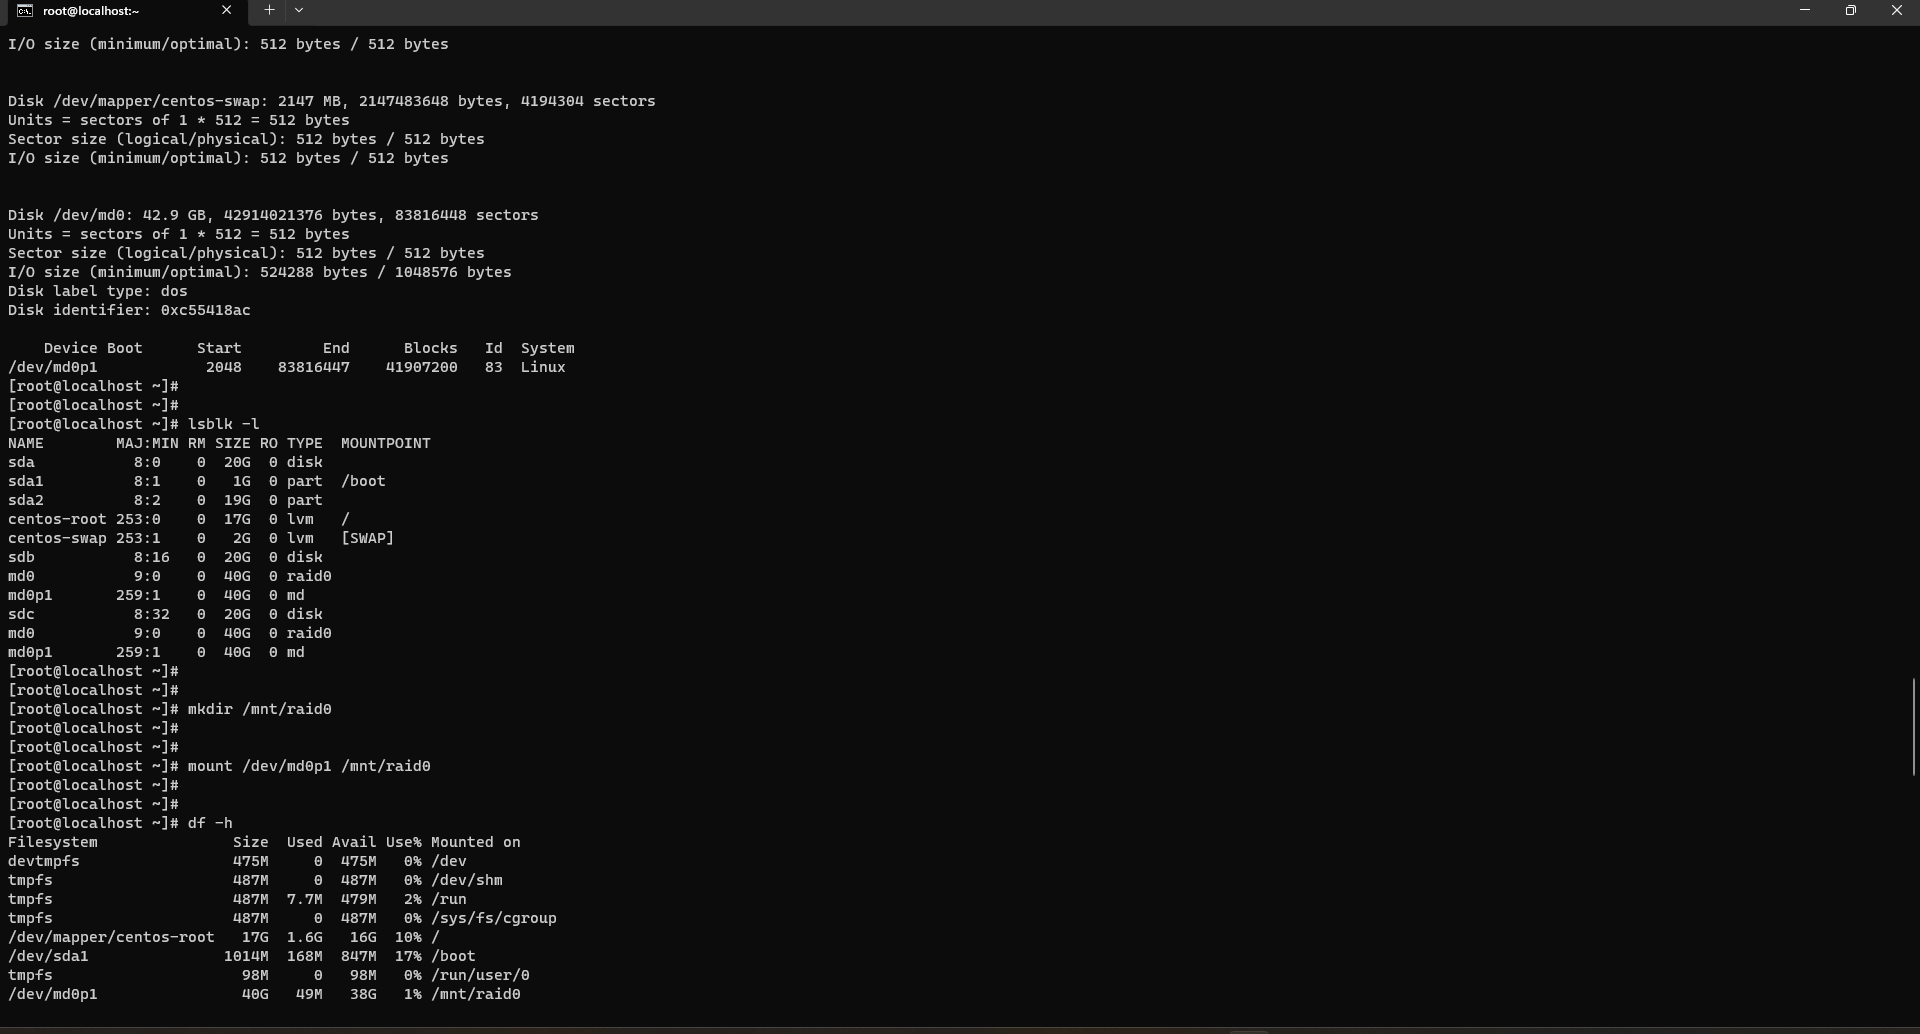 root@localhost:~
I/O size (minimum/optimal): 512 bytes / 512 bytes
Disk /dev/mapper/centos-swap: 2147 MB, 2147483648 bytes, 4194304 sectors
Units = sectors of 1 * 512 = 512 bytes
Sector size (logical/physical): 512 bytes / 512 bytes
I/O size (minimum/optimal): 512 bytes / 512 bytes
Disk /dev/md0: 42.9 GB, 42914021376 bytes, 83816448 sectors
Units = sectors of 1 * 512 = 512 bytes
Sector size (logical/physical): 512 bytes / 512 bytes
I/O size (minimum/optimal): 524288 bytes / 1048576 bytes
Disk label type: dos
Disk identifier: 0xc55418ac
    Device Boot      Start         End      Blocks   Id  System
/dev/md0p1            2048    83816447    41907200   83  Linux
[root@localhost ~]#
[root@localhost ~]#
[root@localhost ~]# lsblk -l
NAME        MAJ:MIN RM SIZE RO TYPE  MOUNTPOINT
sda           8:0    0  20G  0 disk
sda1          8:1    0   1G  0 part  /boot
sda2          8:2    0  19G  0 part
centos-root 253:0    0  17G  0 lvm   /
centos-swap 253:1    0   2G  0 lvm   [SWAP]
sdb           8:16   0  20G  0 disk
md0           9:0    0  40G  0 raid0
md0p1       259:1    0  40G  0 md
sdc           8:32   0  20G  0 disk
md0           9:0    0  40G  0 raid0
md0p1       259:1    0  40G  0 md
[root@localhost ~]#
[root@localhost ~]#
[root@localhost ~]# mkdir /mnt/raid0
[root@localhost ~]#
[root@localhost ~]#
[root@localhost ~]# mount /dev/md0p1 /mnt/raid0
[root@localhost ~]#
[root@localhost ~]#
[root@localhost ~]# df -h
Filesystem               Size  Used Avail Use% Mounted on
devtmpfs                 475M     0  475M   0% /dev
tmpfs                    487M     0  487M   0% /dev/shm
tmpfs                    487M  7.7M  479M   2% /run
tmpfs                    487M     0  487M   0% /sys/fs/cgroup
/dev/mapper/centos-root   17G  1.6G   16G  10% /
/dev/sda1               1014M  168M  847M  17% /boot
tmpfs                     98M     0   98M   0% /run/user/0
/dev/md0p1                40G   49M   38G   1% /mnt/raid0